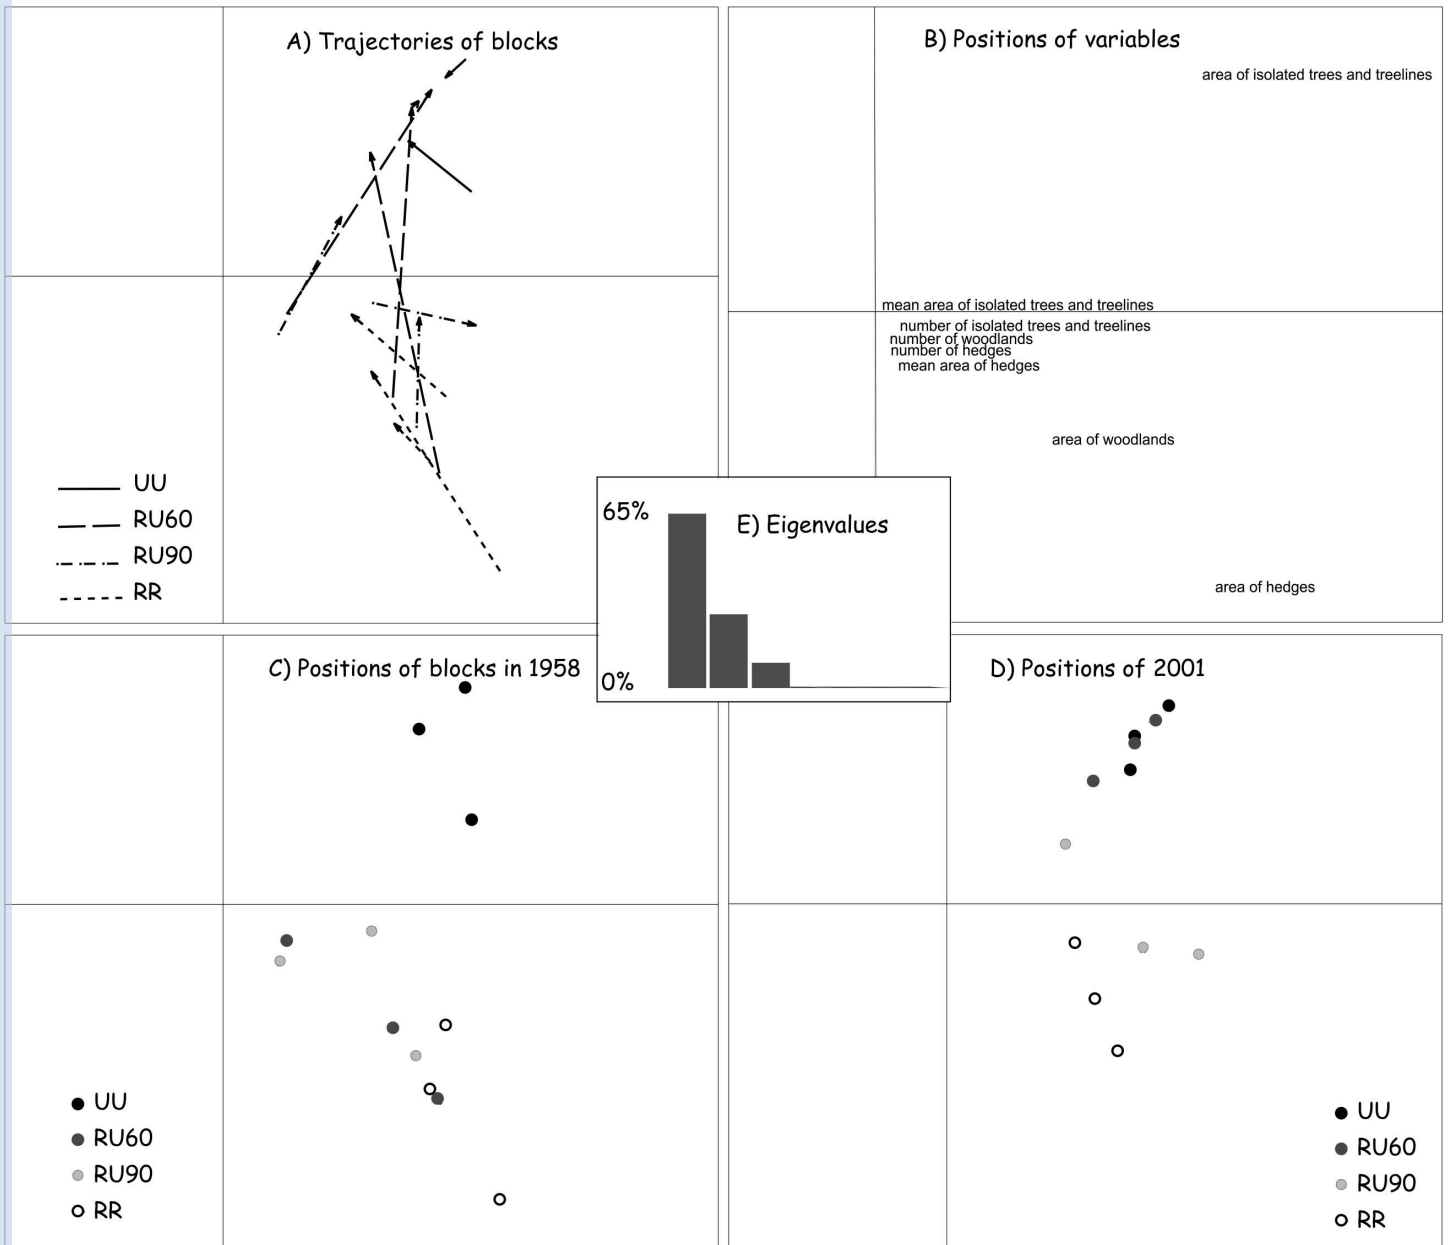 A) Trajectories of blocks
UU
RU60
RU90
RR
B) Positions of variables
area of isolated trees and treelines
mean area of isolated trees and treelines
number of isolated trees and treelines
number of woodlands
number of hedges
mean area of hedges
area of woodlands
area of hedges
65%
E) Eigenvalues
0%
C) Positions of blocks in 1958
UU
RU60
RU90
RR
D) Positions of 2001
UU
RU60
RU90
RR